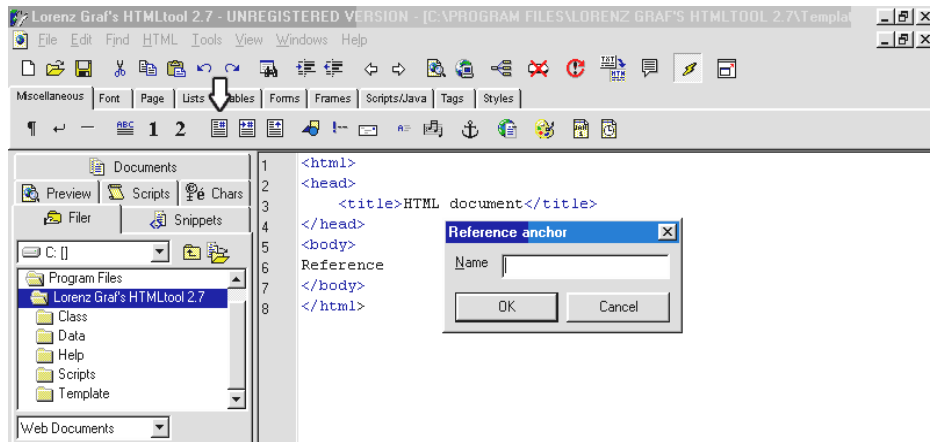 Lorenz Graf's HTMLtool 2.7 - UNREGISTERED VERSION - [C:\PROGRAM FILES\LORENZ GRAF'S HTMLTOOL 2.7\Templa
File Edit Find HTML Tools View Windows Help
Miscellaneous Font Page Lists Tables Forms Frames Scripts/Java Tags Styles
ABC 1 2
Documents
Preview Scripts Chars
Filer Snippets
C: []
Program Files
Lorenz Graf's HTMLtool 2.7
Class
Data
Help
Scripts
Template
Web Documents
1 <html>
2 <head>
3 <title>HTML document</title>
4 </head>
5 <body>
6 Reference
7 </body>
8 </html>
Reference anchor
Name
OK Cancel